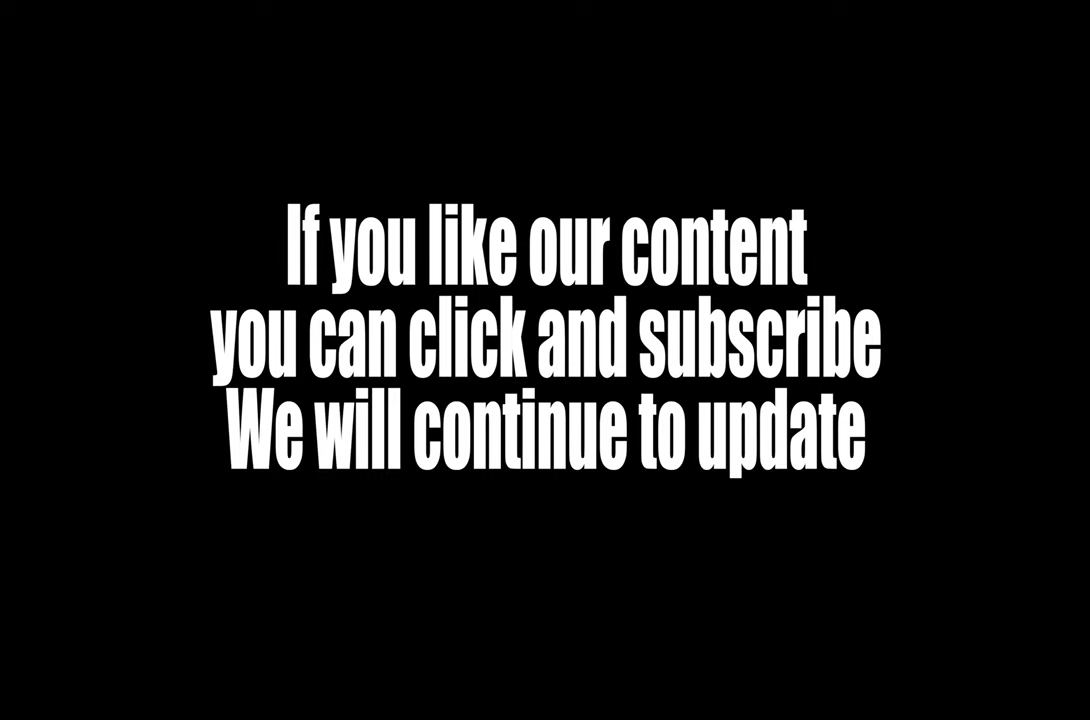 If you like our content
you can click and subscribe
We will continue to update